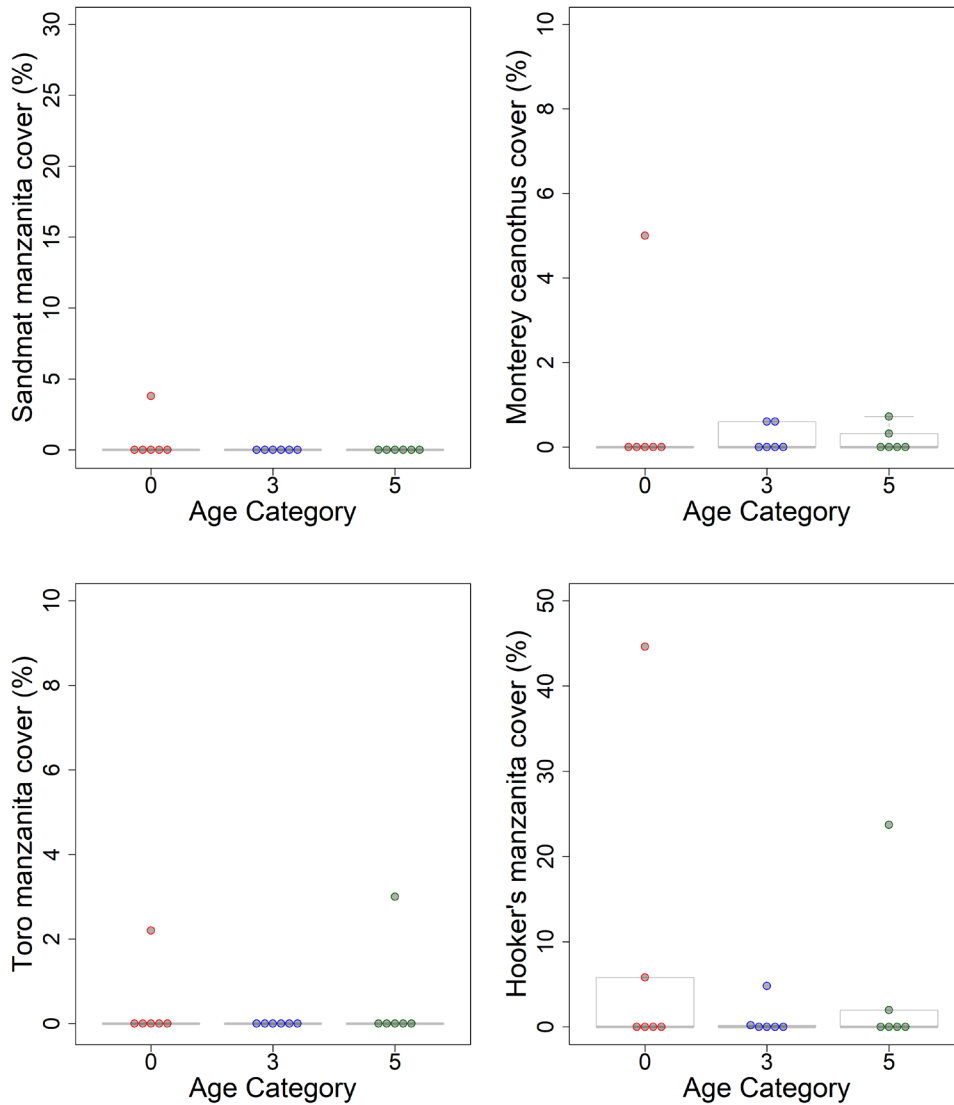 Sandmat manzanita cover (%)
30
25
20
15
10
5
0
0 3 5
Age Category
Monterey ceanothus cover (%)
10
8
6
4
2
0
0 3 5
Age Category
Toro manzanita cover (%)
10
8
6
4
2
0
0 3 5
Age Category
Hooker's manzanita cover (%)
50
40
30
20
10
0
0 3 5
Age Category